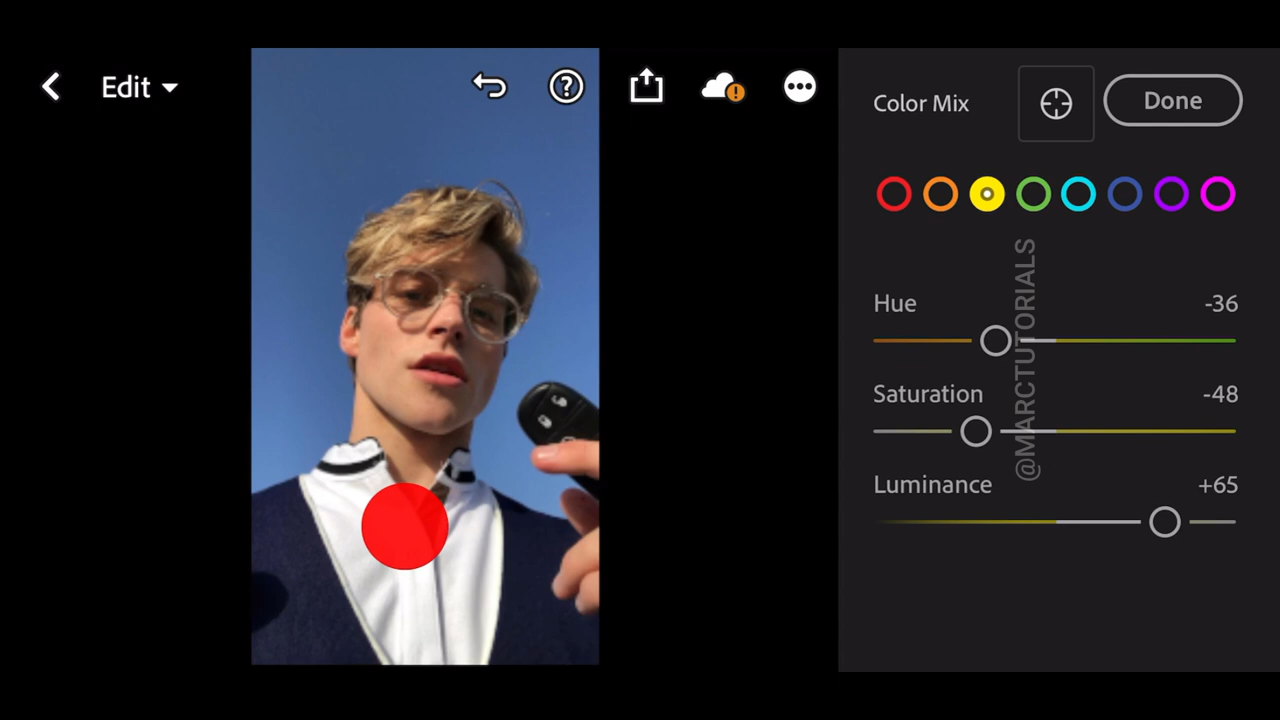 Edit
Color Mix
Done
Hue
-36
Saturation
-48
Luminance
+65
@MARCTUTORIALS